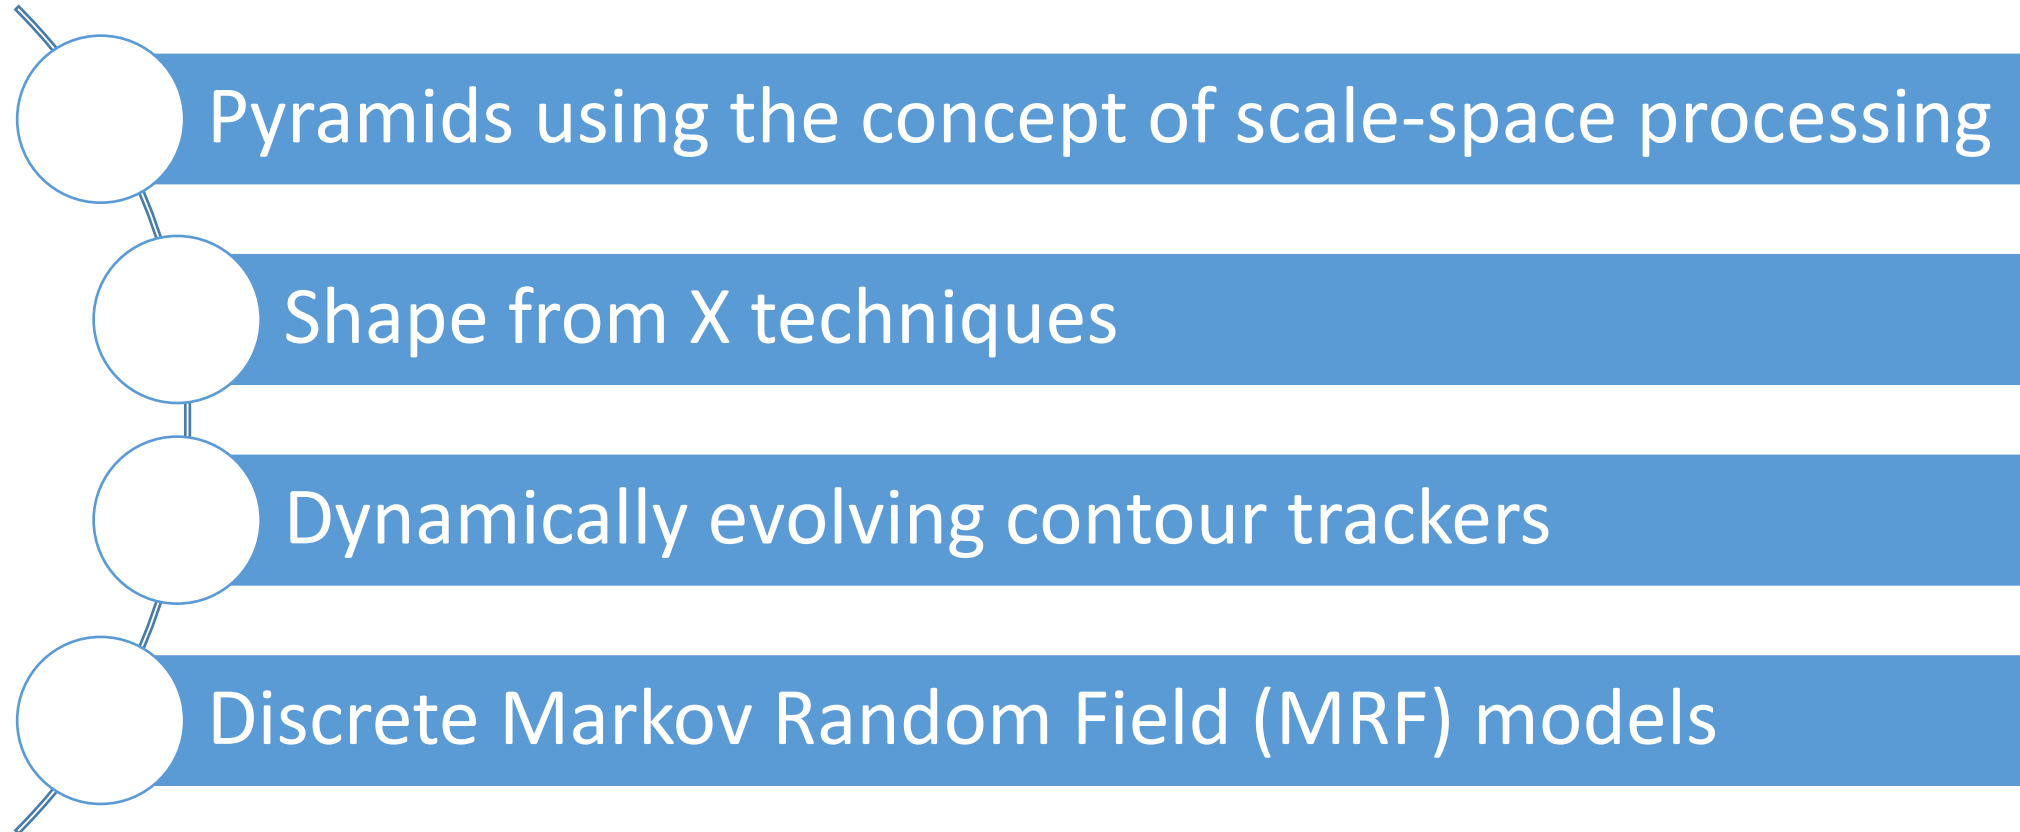 Pyramids using the concept of scale-space processing
Shape from X techniques
Dynamically evolving contour trackers
Discrete Markov Random Field (MRF) models